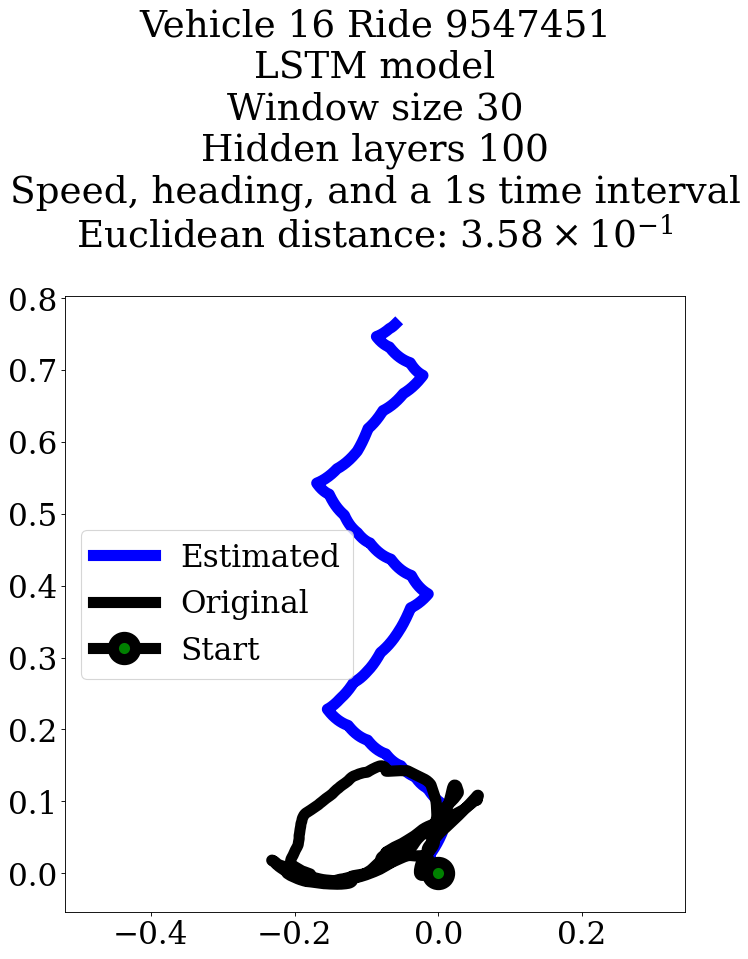 Vehicle 16 Ride 9547451
LSTM model
Window size 30
Hidden layers 100
Speed, heading, and a 1s time interval
Euclidean distance: 3.58 × 10⁻¹
0.8
0.7
0.6
0.5
0.4
0.3
0.2
0.1
0.0
Estimated
Original
Start
−0.4
−0.2
0.0
0.2